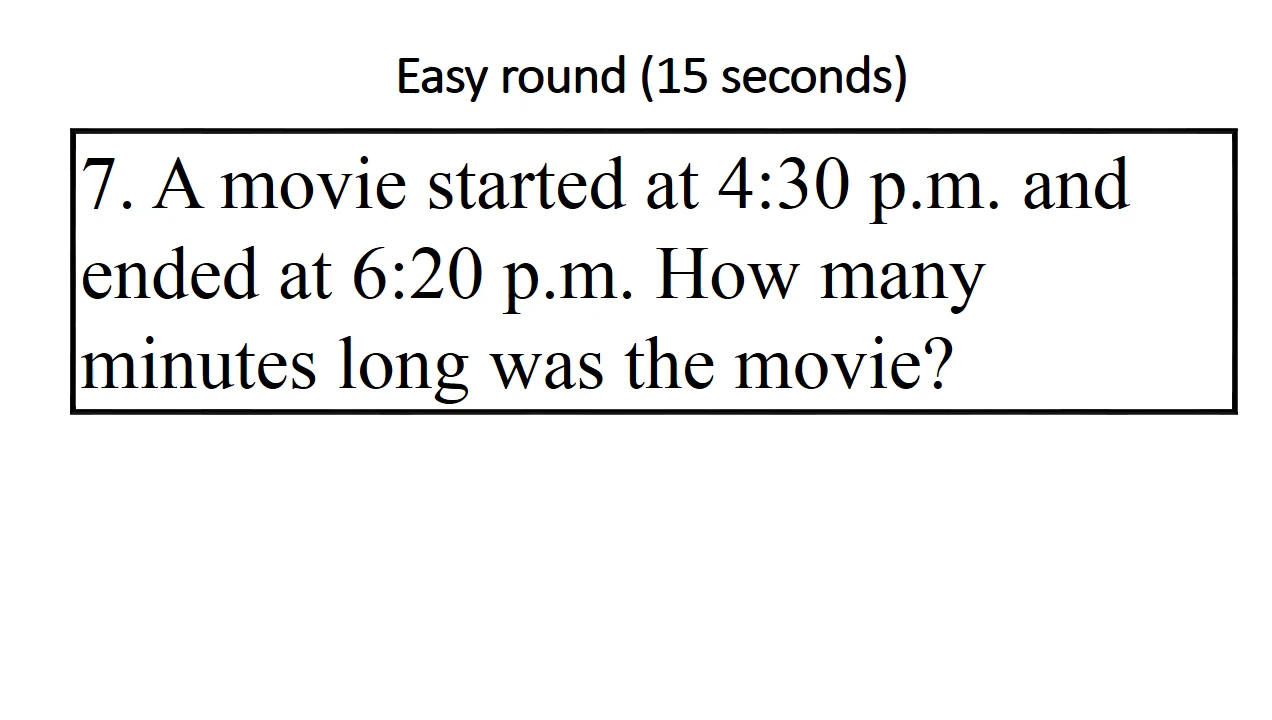 Easy round (15 seconds)
7. A movie started at 4:30 p.m. and
ended at 6:20 p.m. How many
minutes long was the movie?